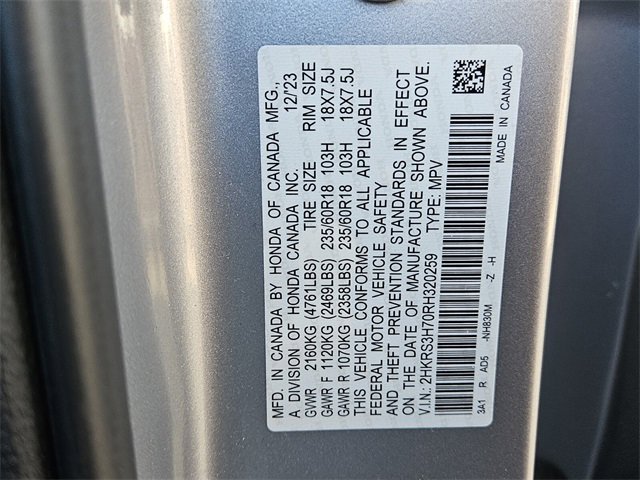 MFD. IN CANADA BY HONDA OF CANADA MFG.,
A DIVISION OF HONDA CANADA INC. 12/'23
GVWR 2160KG (4761LBS) TIRE SIZE RIM SIZE
GAWR F 1120KG (2469LBS) 235/60R18 103H 18X7.5J
GAWR R 1070KG (2358LBS) 235/60R18 103H 18X7.5J
THIS VEHICLE CONFORMS TO ALL APPLICABLE
FEDERAL MOTOR VEHICLE SAFETY
AND THEFT PREVENTION STANDARDS IN EFFECT
ON THE DATE OF MANUFACTURE SHOWN ABOVE.
V.I.N.: 2HKRS3H70RH320259 TYPE: MPV
3A1 R AD5 -NH830M -Z -H
MADE IN CANADA